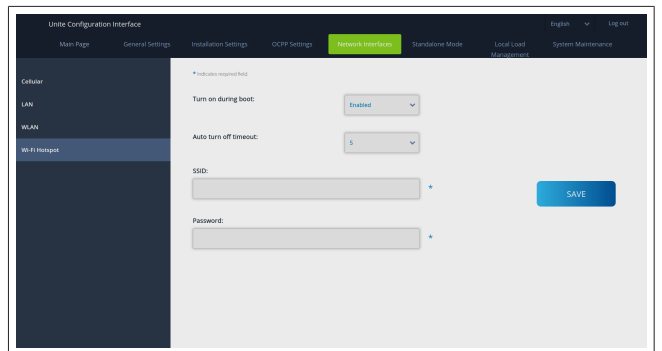 Unite Configuration Interface
English
Log out
Main Page
General Settings
Installation Settings
OCPP Settings
Network Interfaces
Standalone Mode
Local Load Management
System Maintenance
Cellular
LAN
WLAN
Wi-Fi Hotspot
* indicates required field.
Turn on during boot:
Enabled
Auto turn off timeout:
5
SSID:
*
SAVE
Password:
*